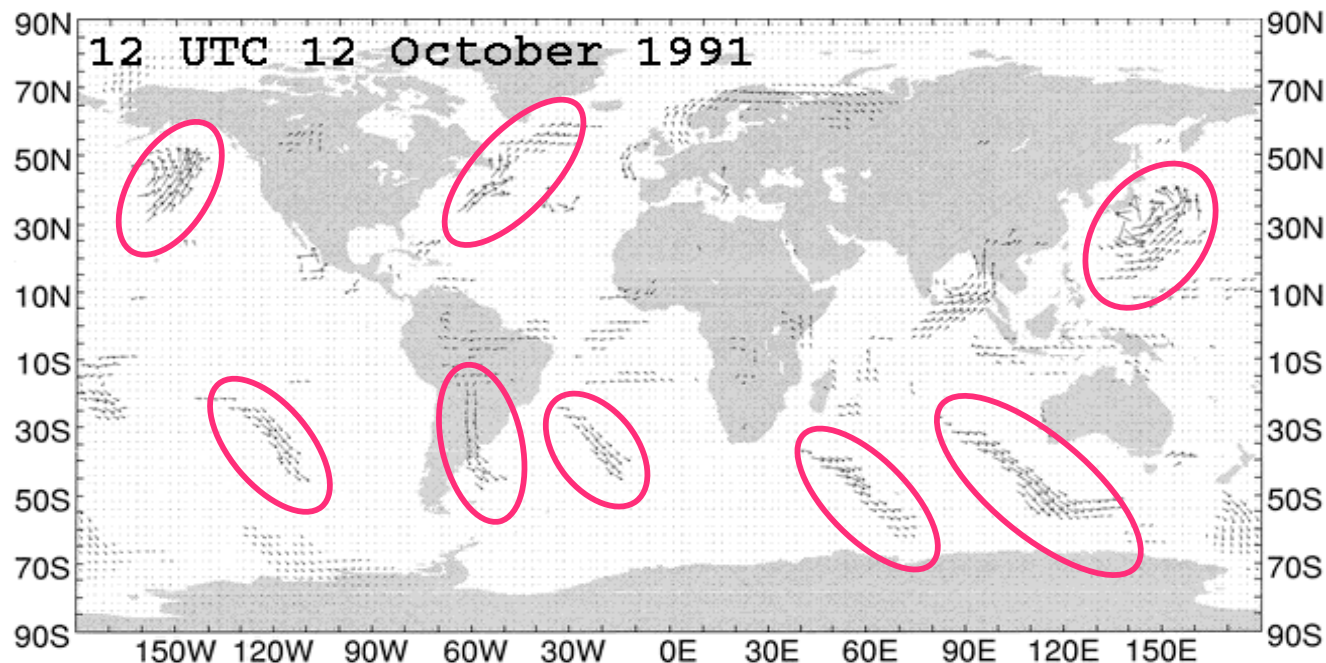 12 UTC 12 October 1991
90N 90N
70N 70N
50N 50N
30N 30N
10N 10N
10S 10S
30S 30S
50S 50S
70S 70S
90S 90S
150W 120W 90W 60W 30W 0E 30E 60E 90E 120E 150E